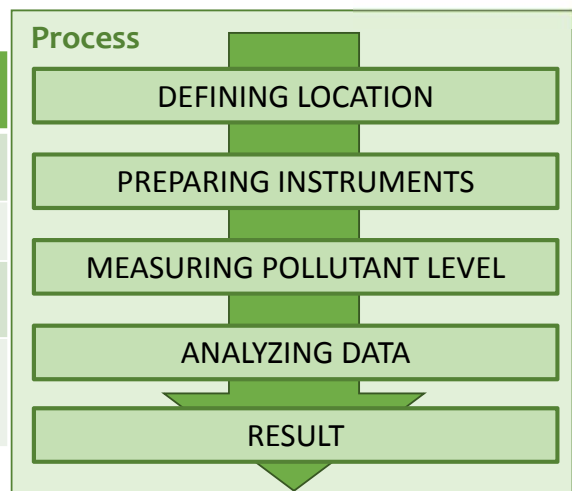 Process
DEFINING LOCATION
PREPARING INSTRUMENTS
MEASURING POLLUTANT LEVEL
ANALYZING DATA
RESULT